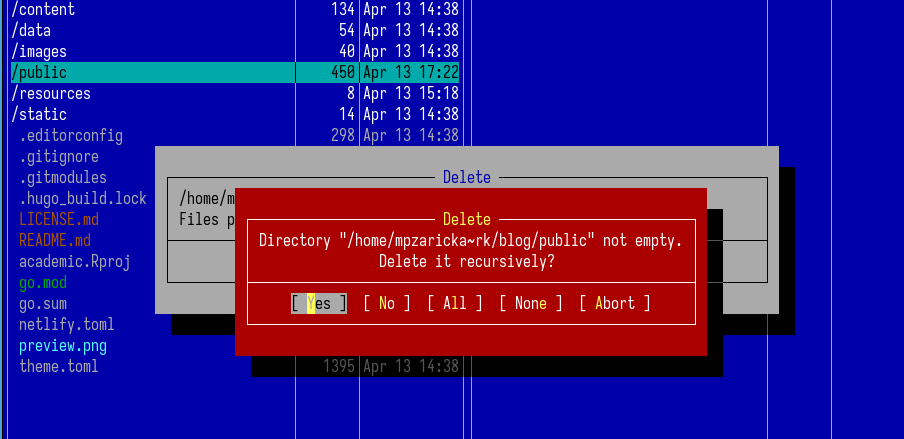 /content 134 Apr 13 14:38
/data 54 Apr 13 14:38
/images 40 Apr 13 14:38
/public 450 Apr 13 17:22
/resources 8 Apr 13 15:18
/static 14 Apr 13 14:38
.editorconfig 298 Apr 13 14:38
.gitignore
.gitmodules
Delete
.hugo_build.lock /home/m
LICENSE.md Files p
Delete
README.md
Directory "/home/mpzaricka~rk/blog/public" not empty.
academic.Rproj
Delete it recursively?
go.mod
go.sum
[ Yes ] [ No ] [ All ] [ None ] [ Abort ]
netlify.toml
preview.png
theme.toml 1395 Apr 13 14:38